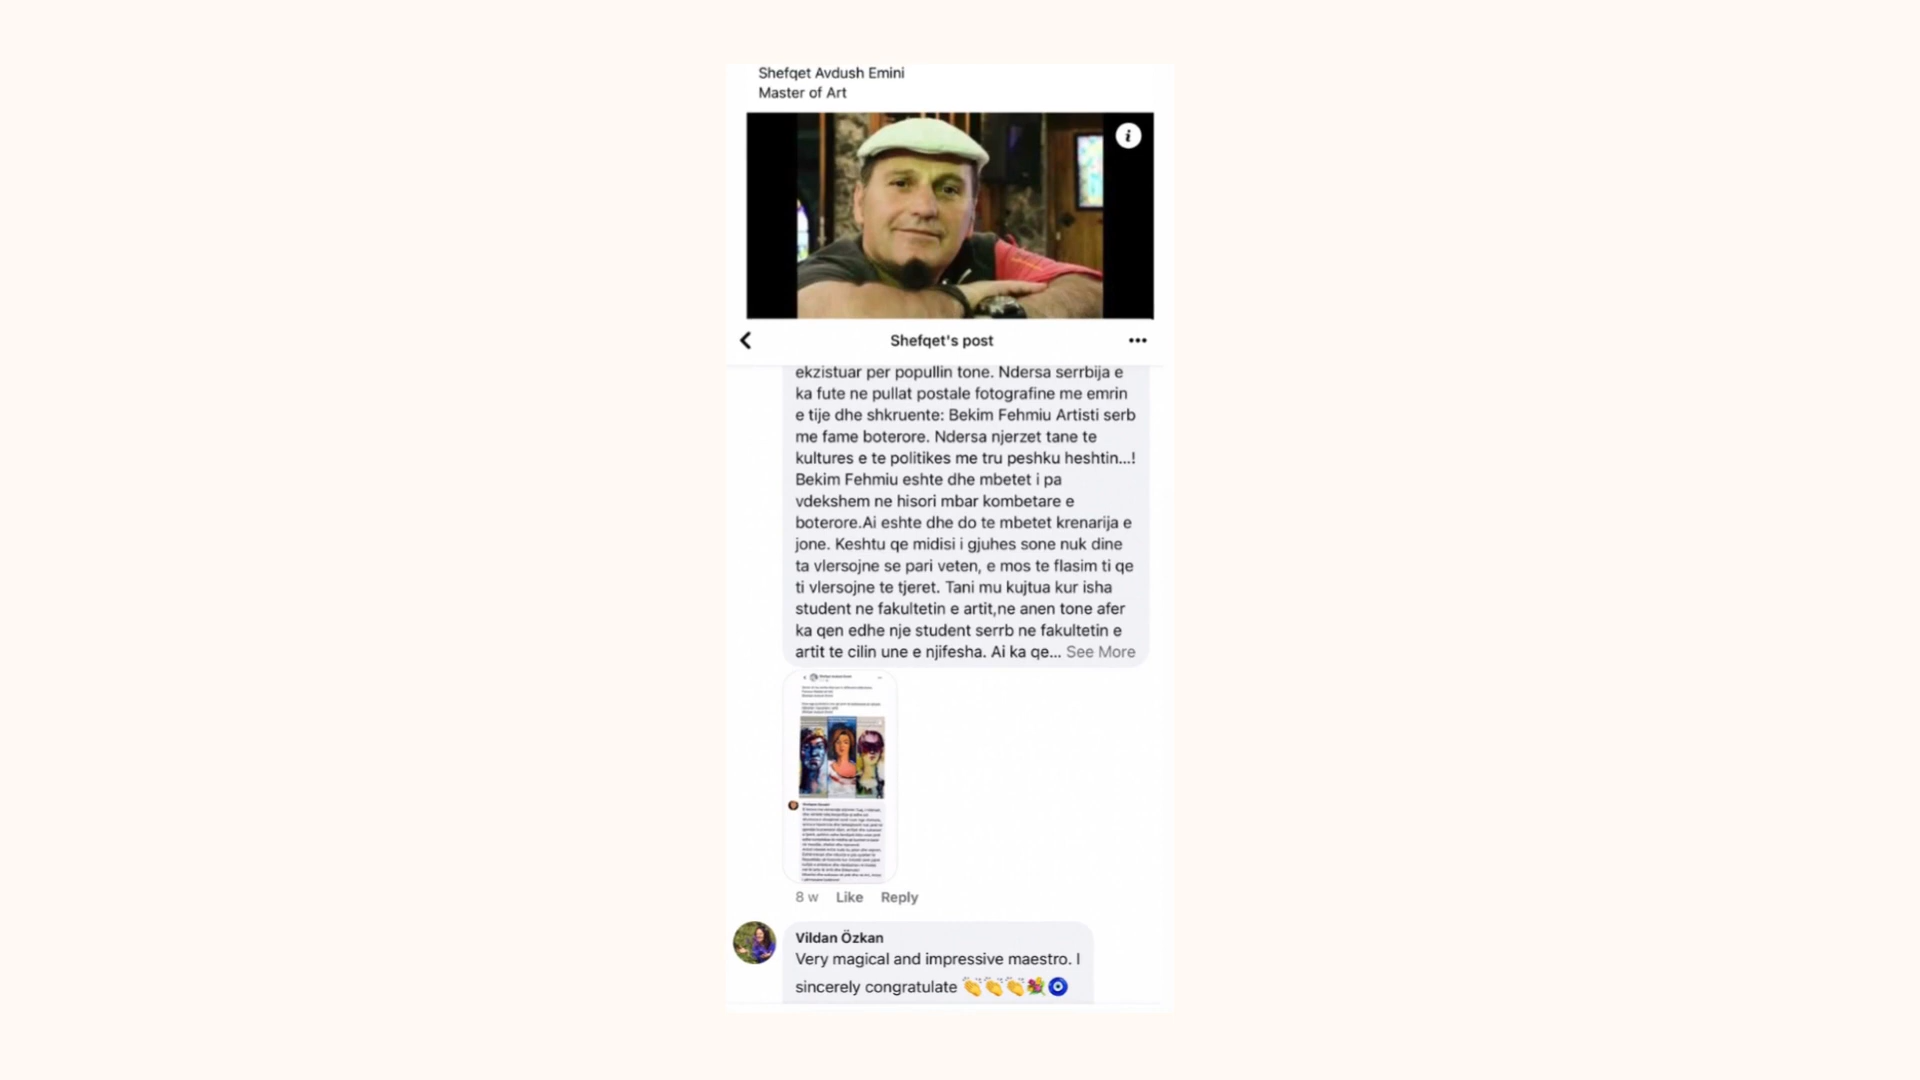 Shefqet Avdush Emini
Master of Art
Shefqet's post
ekzistuar per popullin tone. Ndersa serrbija e
ka fute ne pullat postale fotografine me emrin
e tije dhe shkruente: Bekim Fehmiu Artisti serb
me fame boterore. Ndersa njerzet tane te
kultures e te politikes me tru peshku heshtin...!
Bekim Fehmiu eshte dhe mbetet i pa
vdekshem ne hisori mbar kombetare e
boterore.Ai eshte dhe do te mbetet krenarija e
jone. Keshtu qe midisi i gjuhes sone nuk dine
ta vlersojne se pari veten, e mos te flasim ti qe
ti vlersojne te tjeret. Tani mu kujtua kur isha
student ne fakultetin e artit,ne anen tone afer
ka qen edhe nje student serrb ne fakultetin e
artit te cilin une e njifesha. Ai ka qe... See More
8 w Like Reply
Vildan Özkan
Very magical and impressive maestro. I
sincerely congratulate 👏👏👏💐🧿